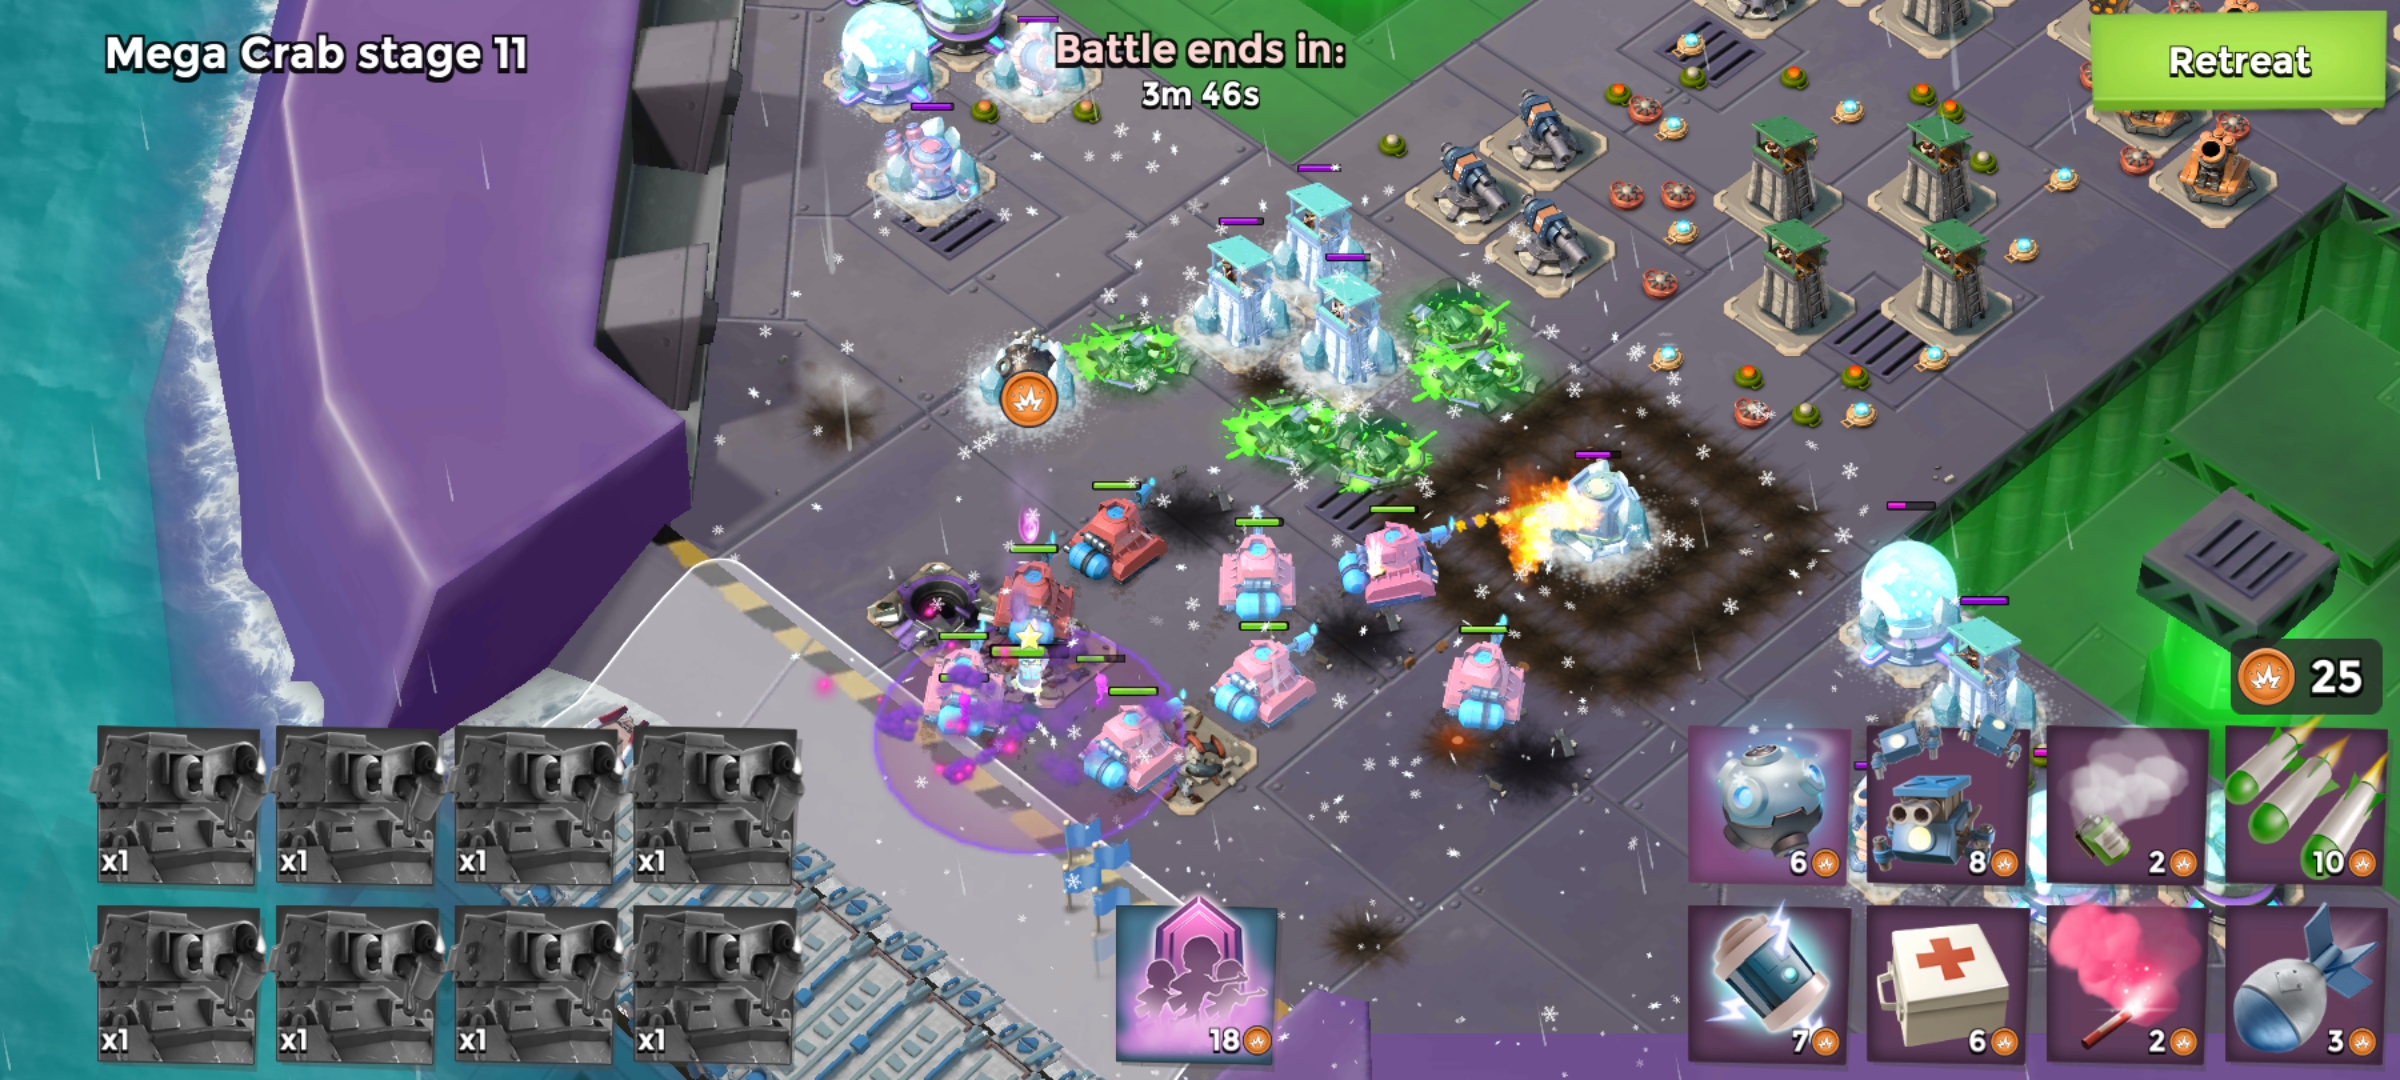 Mega Crab stage 11
Battle ends in:
3m 46s
Retreat
25
x1
x1
x1
x1
6
8
2
10
x1
x1
x1
x1
18
7
6
2
3